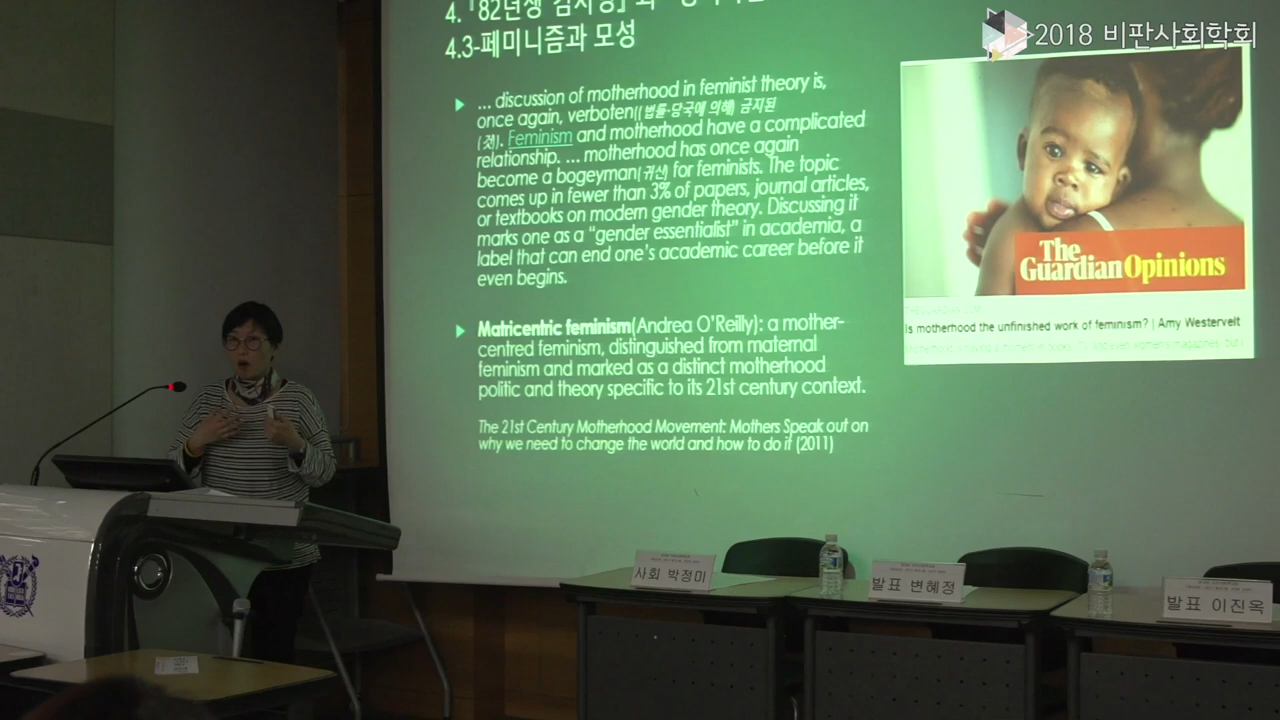 4.「82년생 김지영」
4.3-페미니즘과 모성
2018 비판사회학회
... discussion of motherhood in feminist theory is,
once again, verboten((법률·당국에 의해) 금지된
(것). Feminism and motherhood have a complicated
relationship. ... motherhood has once again
become a bogeyman(귀신) for feminists. The topic
comes up in fewer than 3% of papers, journal articles,
or textbooks on modern gender theory. Discussing it
marks one as a “gender essentialist” in academia, a
label that can end one’s academic career before it
even begins.
Matricentric feminism(Andrea O’Reilly): a mother-
centred feminism, distinguished from maternal
feminism and marked as a distinct motherhood
politic and theory specific to its 21st century context.
The 21st Century Motherhood Movement: Mothers Speak out on
why we need to change the world and how to do it (2011)
The
Guardian Opinions
Is motherhood the unfinished work of feminism? | Amy Westervelt
사회 박정미
발표 변혜정
발표 이진옥